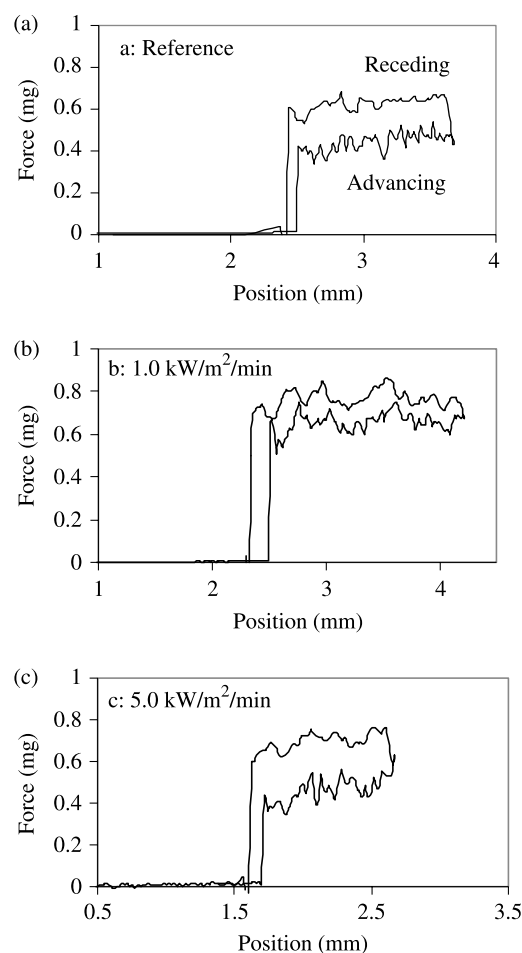 (a)
1
0.8
0.6
0.4
0.2
0
a: Reference
Receding
Advancing
1 2 3 4
Force (mg)
Position (mm)
(b)
1
0.8
0.6
0.4
0.2
0
b: 1.0 kW/m²/min
1 2 3 4
Force (mg)
Position (mm)
(c)
1
0.8
0.6
0.4
0.2
0
c: 5.0 kW/m²/min
0.5 1.5 2.5 3.5
Force (mg)
Position (mm)